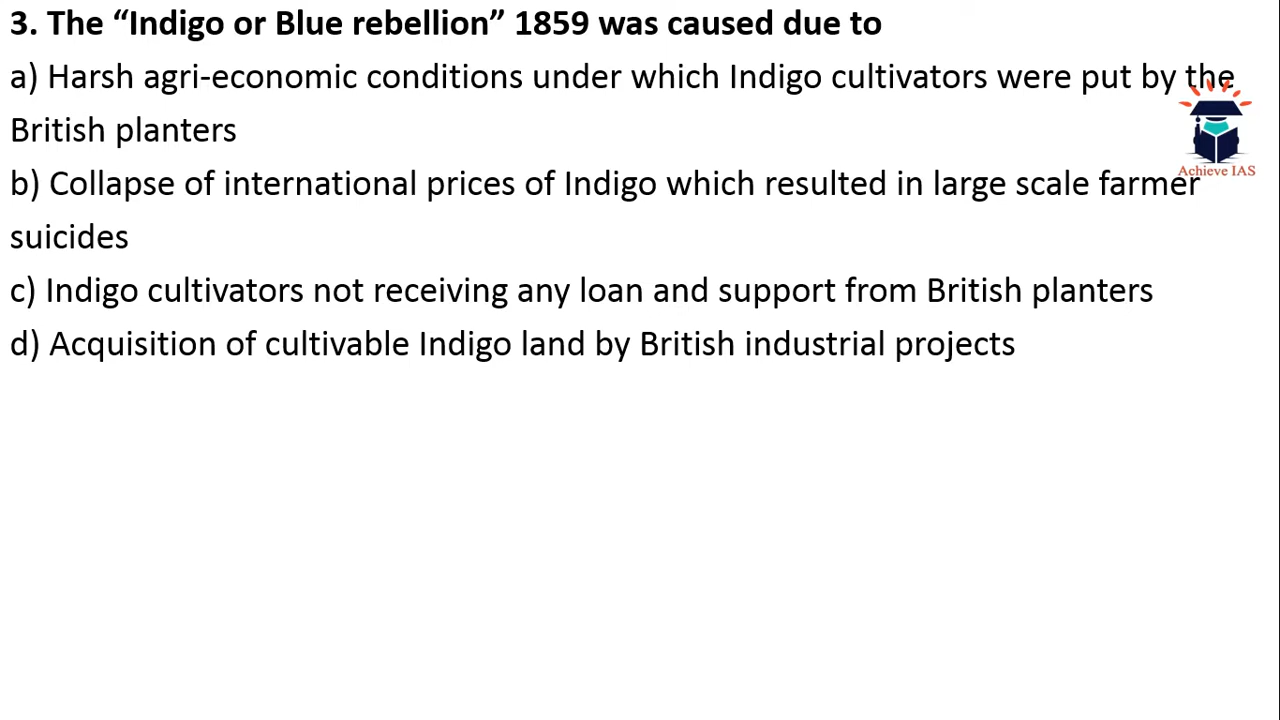 3. The “Indigo or Blue rebellion” 1859 was caused due to
a) Harsh agri-economic conditions under which Indigo cultivators were put by the
British planters
b) Collapse of international prices of Indigo which resulted in large scale farmer
suicides
c) Indigo cultivators not receiving any loan and support from British planters
d) Acquisition of cultivable Indigo land by British industrial projects
Achieve IAS